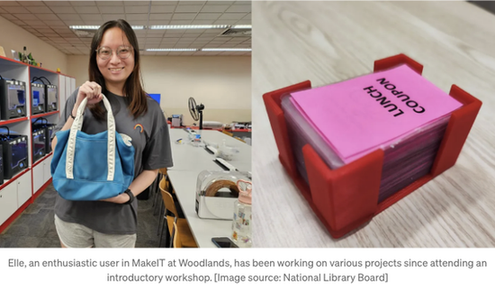 LUNCH
COUPON
Elle, an enthusiastic user in MakeIT at Woodlands, has been working on various projects since attending an
introductory workshop. [Image source: National Library Board]